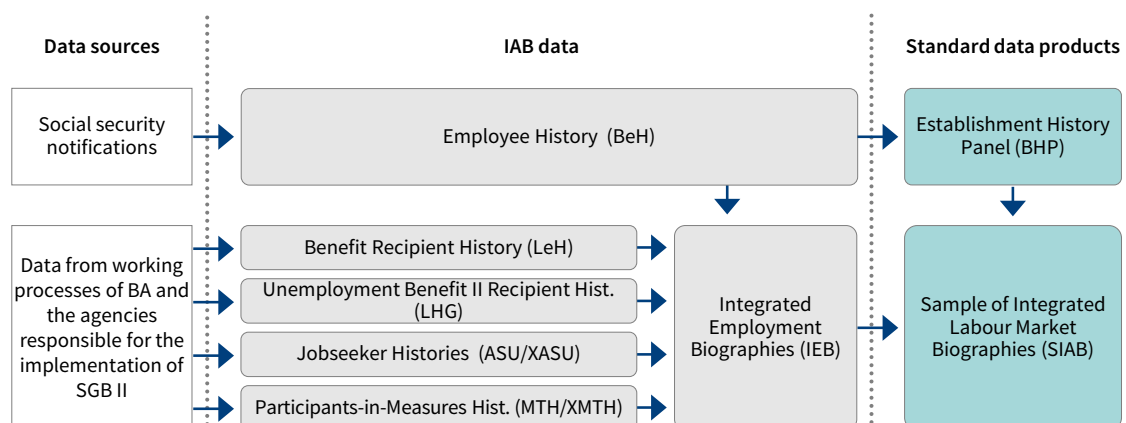 Data sources
IAB data
Standard data products
Social security
notifications
Employee History (BeH)
Establishment History
Panel (BHP)
Data from working
processes of BA and
the agencies
responsible for the
implementation of
SGB II
Benefit Recipient History (LeH)
Unemployment Benefit II Recipient Hist.
(LHG)
Jobseeker Histories (ASU/XASU)
Participants-in-Measures Hist. (MTH/XMTH)
Integrated
Employment
Biographies (IEB)
Sample of Integrated
Labour Market
Biographies (SIAB)